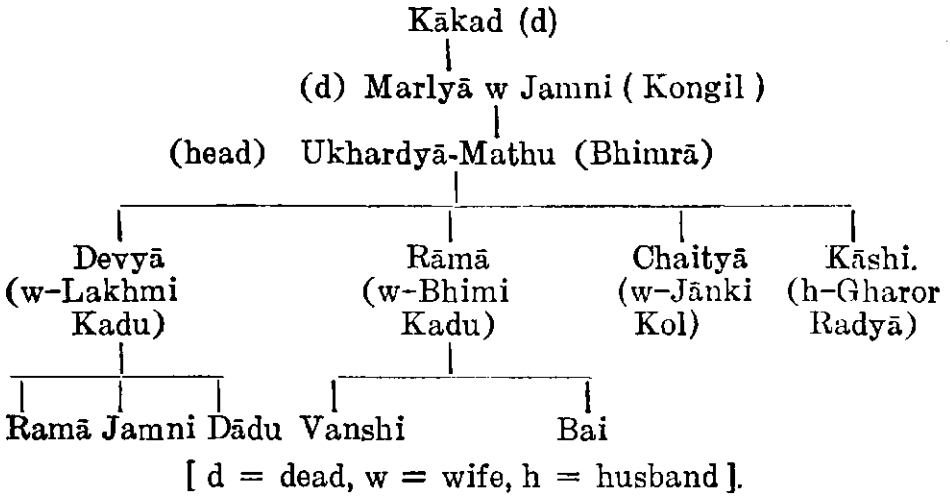 Kākad (d)
(d) Marlyā w Jamni ( Kongil )
(head) Ukhardyā-Mathu (Bhimrā)
Devyā Rāmā Chaityā Kāshi.
(w-Lakhmi (w-Bhimi (w-Jānki (h-Gharor
Kadu) Kadu) Kol) Radyā)
Ramā Jamni Dādu Vanshi Bai
[ d = dead, w = wife, h = husband ].